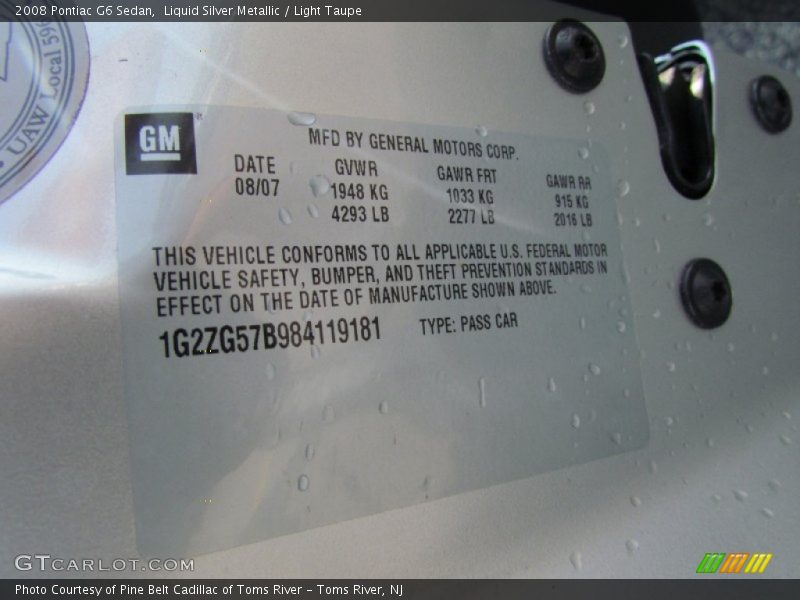 2008 Pontiac G6 Sedan, Liquid Silver Metallic / Light Taupe
UAW Local 596
GM
MFD BY GENERAL MOTORS CORP.
DATE GVWR GAWR FRT GAWR RR
08/07 1948 KG 1033 KG 915 KG
4293 LB 2277 LB 2016 LB
THIS VEHICLE CONFORMS TO ALL APPLICABLE U.S. FEDERAL MOTOR
VEHICLE SAFETY, BUMPER, AND THEFT PREVENTION STANDARDS IN
EFFECT ON THE DATE OF MANUFACTURE SHOWN ABOVE.
1G2ZG57B984119181 TYPE: PASS CAR
GTCARLOT.COM
Photo Courtesy of Pine Belt Cadillac of Toms River – Toms River, NJ